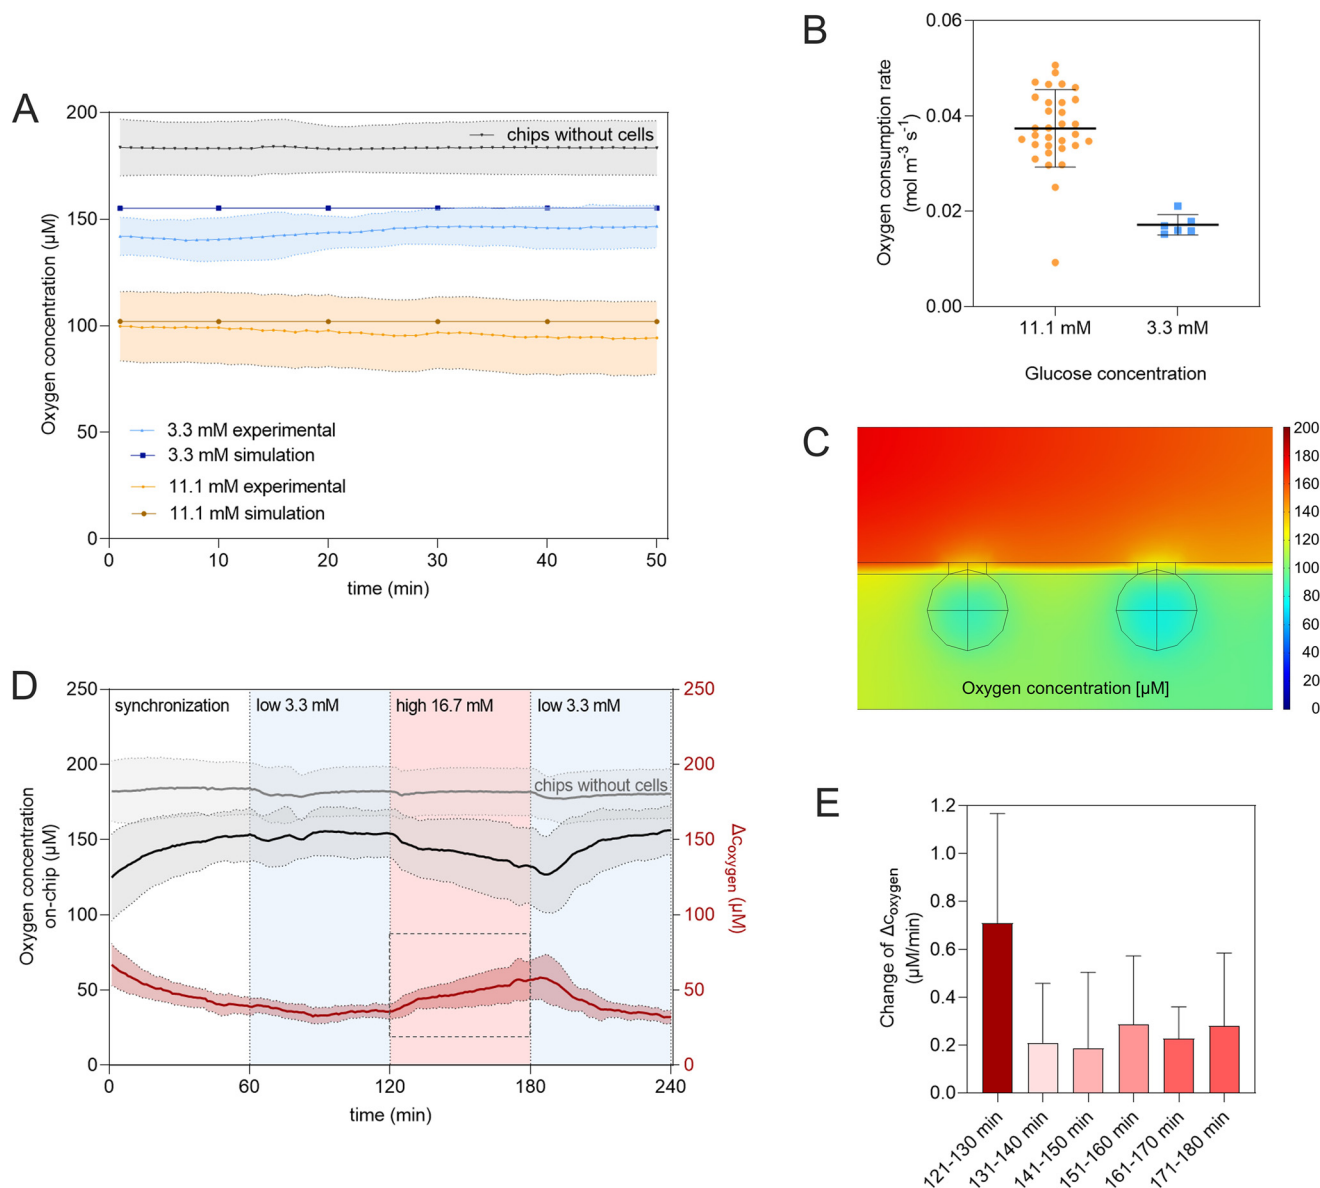 A
200
150
100
50
0
Oxygen concentration (µM)
chips without cells
3.3 mM experimental
3.3 mM simulation
11.1 mM experimental
11.1 mM simulation
0 10 20 30 40 50
time (min)
B
0.06
0.04
0.02
0.00
Oxygen consumption rate
(mol m⁻³ s⁻¹)
11.1 mM 3.3 mM
Glucose concentration
C
Oxygen concentration [µM]
200
180
160
140
120
100
80
60
40
20
0
D
250
200
150
100
50
0
Oxygen concentration
on-chip (µM)
synchronization low 3.3 mM high 16.7 mM low 3.3 mM
chips without cells
250
200
150
100
50
0
Δcoxygen (µM)
0 60 120 180 240
time (min)
E
1.2
1.0
0.8
0.6
0.4
0.2
0.0
Change of Δcoxygen
(µM/min)
121-130 min
131-140 min
141-150 min
151-160 min
161-170 min
171-180 min